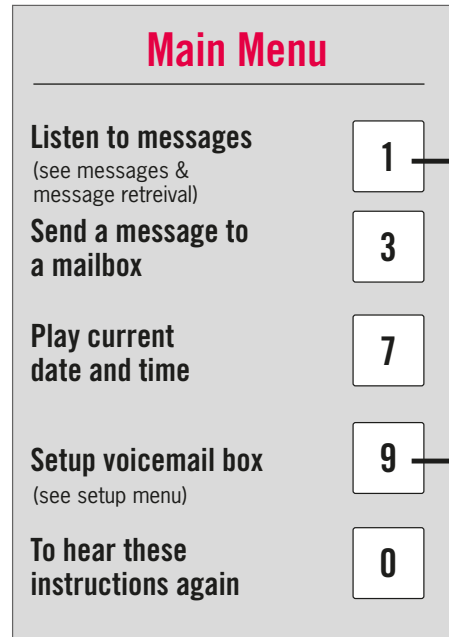 Main Menu
Listen to messages
1
(see messages &
message retreival)
Send a message to
a mailbox
3
Play current
date and time
7
Setup voicemail box
9
(see setup menu)
To hear these
instructions again
0